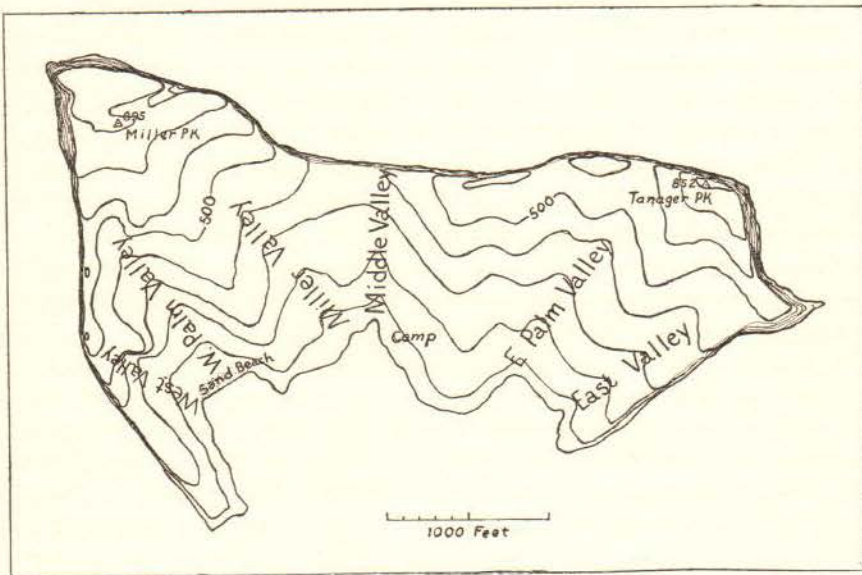 895
Miller PK
852
Tanager PK
500
500
Valley
Miller
Middle Valley
W Palm
Valley
West Valley
Sand Beach
Camp
E Palm Valley
East Valley
1000 Feet